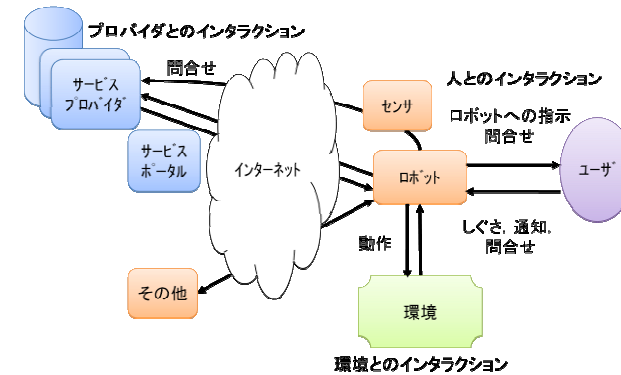 プロバイダとのインタラクション
問合せ
サービス
プロバイダ
サービス
ポータル
インターネット
センサ
人とのインタラクション
ロボットへの指示
問合せ
ロボット
ユーザ
しぐさ，通知，
問合せ
動作
その他
環境
環境とのインタラクション